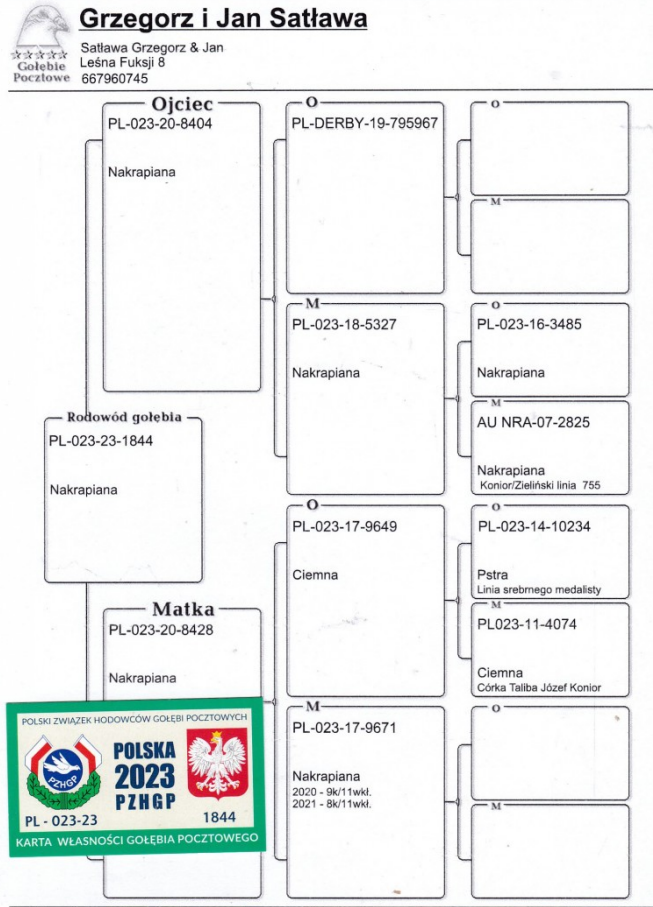 Grzegorz i Jan Satława
Satława Grzegorz & Jan
Leśna Fuksji 8
667960745
Gołębie
Pocztowe
Ojciec
PL-023-20-8404
Nakrapiana
O
PL-DERBY-19-795967
M
PL-023-18-5327
Nakrapiana
O
M
O
PL-023-16-3485
Nakrapiana
M
AU NRA-07-2825
Nakrapiana
Konior/Zieliński linia 755
Rodowód gołębia
PL-023-23-1844
Nakrapiana
Matka
PL-023-20-8428
Nakrapiana
O
PL-023-17-9649
Ciemna
M
PL-023-17-9671
Nakrapiana
2020 - 9k/11wkł.
2021 - 8k/11wkł.
O
PL-023-14-10234
Pstra
Linia srebrnego medalisty
M
PL023-11-4074
Ciemna
Córka Taliba Józef Konior
O
M
POLSKI ZWIĄZEK HODOWCÓW GOŁĘBI POCZTOWYCH
PZHGP
POLSKA
2023
PZHGP
PL - 023-23
1844
KARTA WŁASNOŚCI GOŁĘBIA POCZTOWEGO